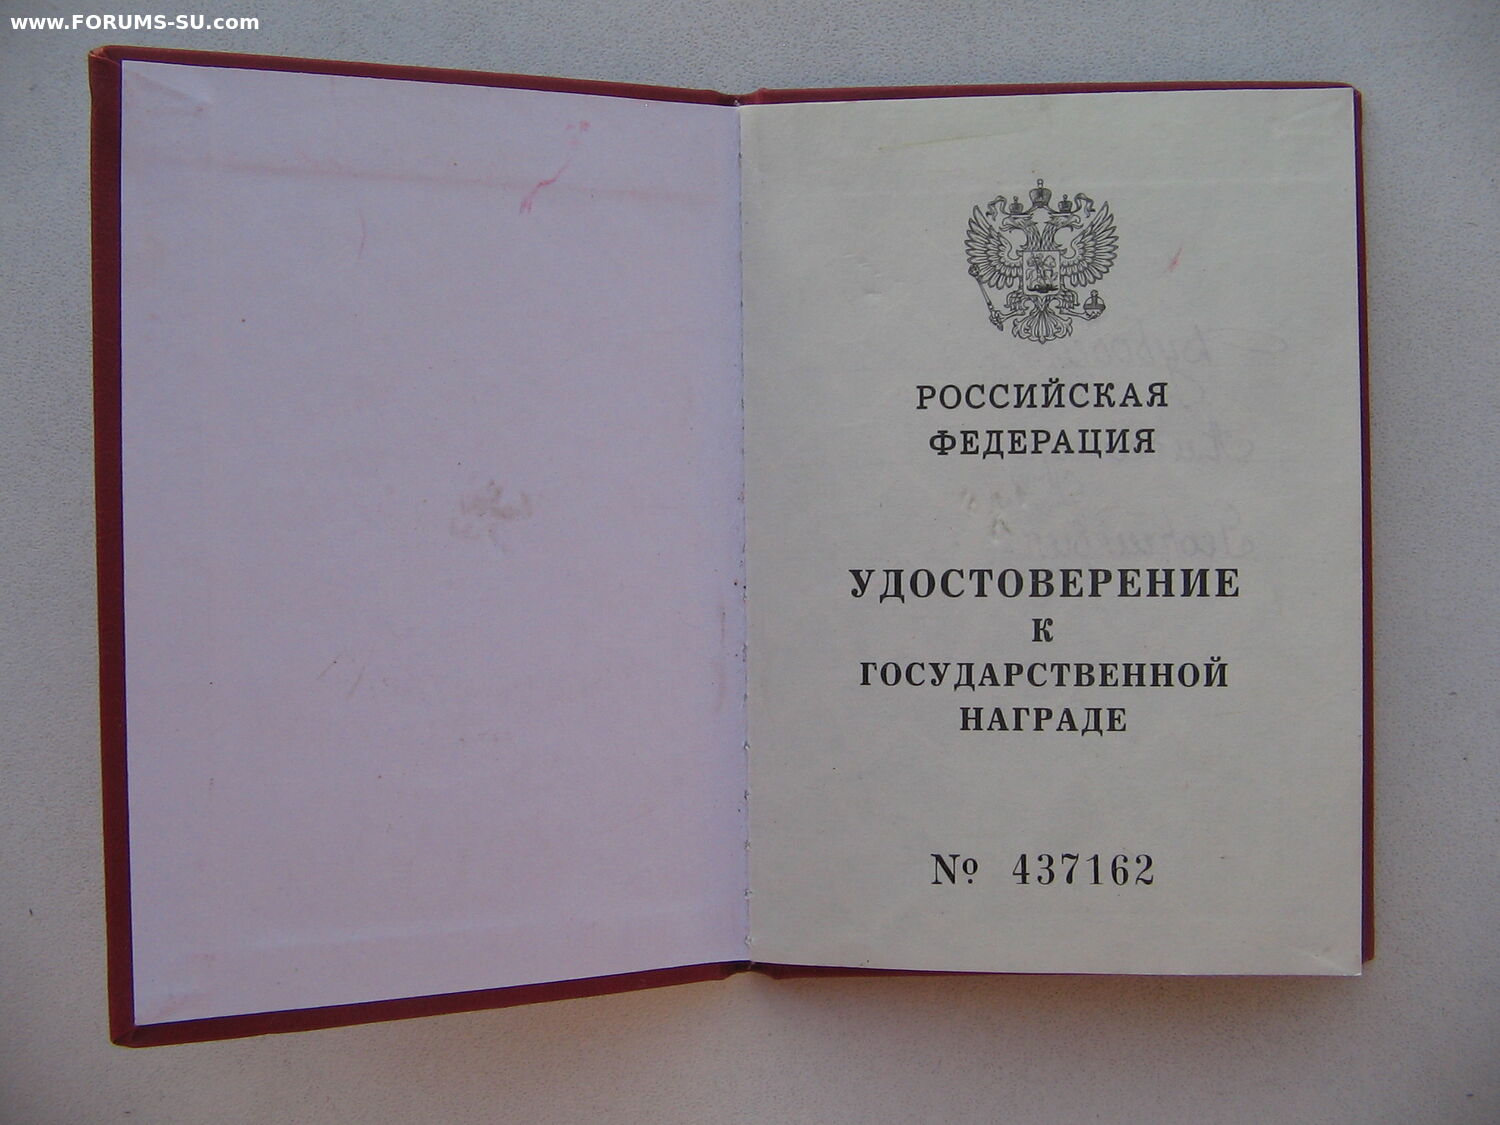 www.FORUMS-SU.com
РОССИЙСКАЯ
ФЕДЕРАЦИЯ
УДОСТОВЕРЕНИЕ
К
ГОСУДАРСТВЕННОЙ
НАГРАДЕ
№ 437162